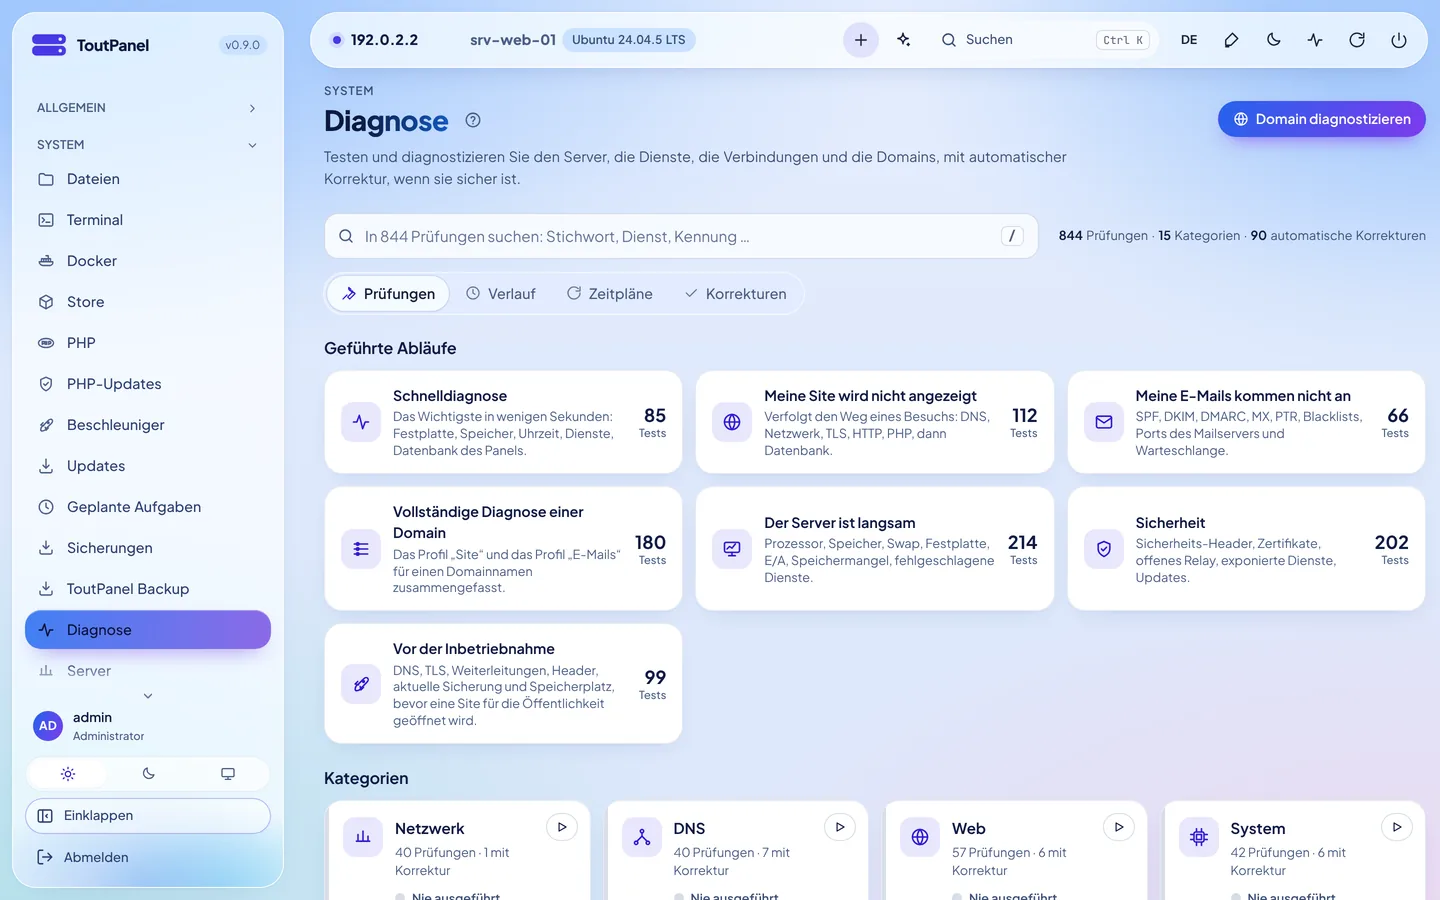 ToutPanel
v0.9.0
ALLGEMEIN
SYSTEM
Dateien
Terminal
Docker
Store
PHP
PHP-Updates
Beschleuniger
Updates
Geplante Aufgaben
Sicherungen
ToutPanel Backup
Diagnose
Server
AD
admin
Administrator
Einklappen
Abmelden
192.0.2.2
srv-web-01
Ubuntu 24.04.5 LTS
Suchen
Ctrl K
DE
SYSTEM
Diagnose
Domain diagnostizieren
Testen und diagnostizieren Sie den Server, die Dienste, die Verbindungen und die Domains, mit automatischer
Korrektur, wenn sie sicher ist.
In 844 Prüfungen suchen: Stichwort, Dienst, Kennung ...
/
844 Prüfungen · 15 Kategorien · 90 automatische Korrekturen
Prüfungen
Verlauf
Zeitpläne
Korrekturen
Geführte Abläufe
Schnelldiagnose
Das Wichtigste in wenigen Sekunden:
Festplatte, Speicher, Uhrzeit, Dienste,
Datenbank des Panels.
85
Tests
Meine Site wird nicht angezeigt
Verfolgt den Weg eines Besuchs: DNS,
Netzwerk, TLS, HTTP, PHP, dann
Datenbank.
112
Tests
Meine E-Mails kommen nicht an
SPF, DKIM, DMARC, MX, PTR, Blacklists,
Ports des Mailservers und
Warteschlange.
66
Tests
Vollständige Diagnose einer
Domain
Das Profil „Site“ und das Profil „E-Mails“
für einen Domainnamen
zusammengefasst.
180
Tests
Der Server ist langsam
Prozessor, Speicher, Swap, Festplatte,
E/A, Speichermangel, fehlgeschlagene
Dienste.
214
Tests
Sicherheit
Sicherheits-Header, Zertifikate,
offenes Relay, exponierte Dienste,
Updates.
202
Tests
Vor der Inbetriebnahme
DNS, TLS, Weiterleitungen, Header,
aktuelle Sicherung und Speicherplatz,
bevor eine Site für die Öffentlichkeit
geöffnet wird.
99
Tests
Kategorien
Netzwerk
40 Prüfungen · 1 mit
Korrektur
Nie ausgeführt
DNS
40 Prüfungen · 7 mit
Korrektur
Nie ausgeführt
Web
57 Prüfungen · 6 mit
Korrektur
Nie ausgeführt
System
42 Prüfungen · 6 mit
Korrektur
Nie ausgeführt